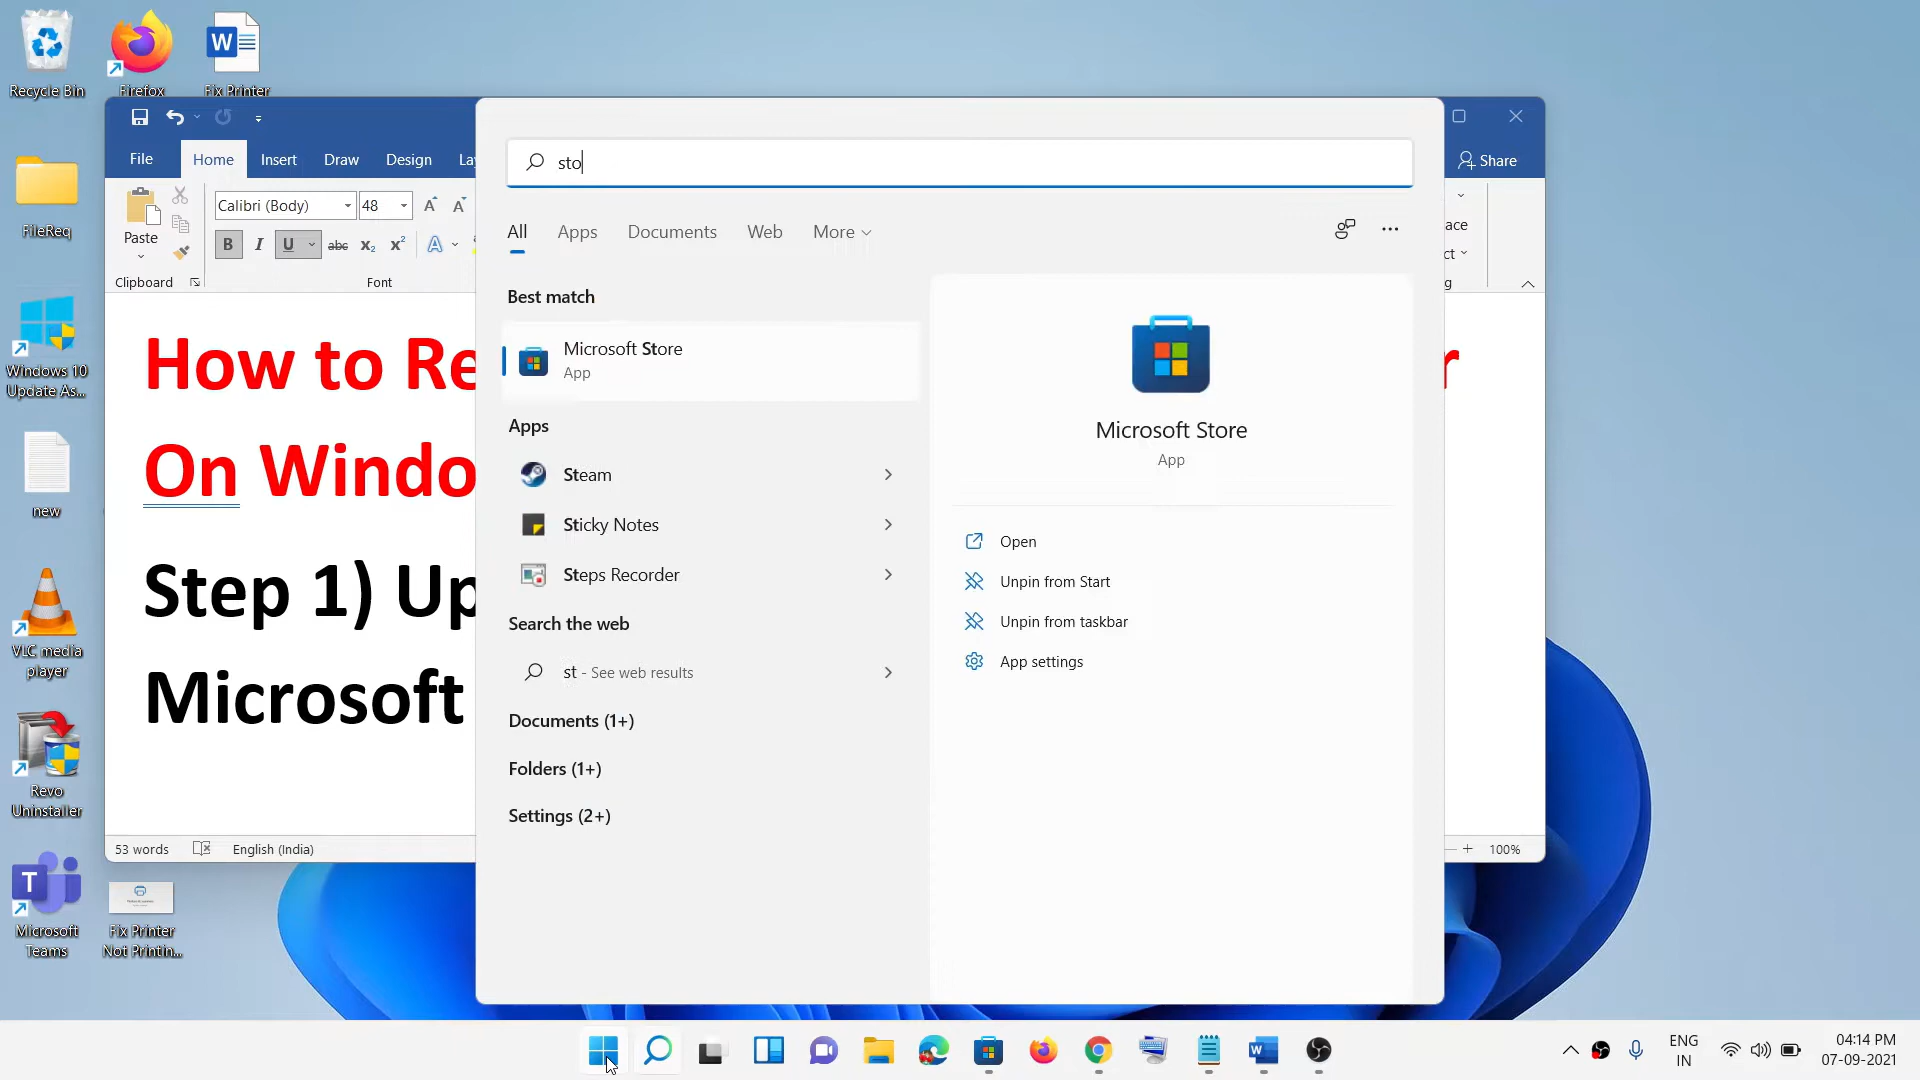 Recycle Bin
Firefox
Fix Printer
FileReq
Windows 10
Update As...
new
VLC media
player
Revo
Uninstaller
Microsoft
Teams
Fix Printer
Not Printin...
File
Home
Insert
Draw
Design
La
Share
Calibri (Body)
48
Paste
B
I
U
abc
x₂
x²
A
Clipboard
Font
ace
ct
g
How to Re
r
On Windo
Step 1) Up
Microsoft
53 words
English (India)
100%
sto
All
Apps
Documents
Web
More
Best match
Microsoft Store
App
Apps
Steam
Sticky Notes
Steps Recorder
Search the web
st - See web results
Documents (1+)
Folders (1+)
Settings (2+)
Microsoft Store
App
Open
Unpin from Start
Unpin from taskbar
App settings
ENG
IN
04:14 PM
07-09-2021